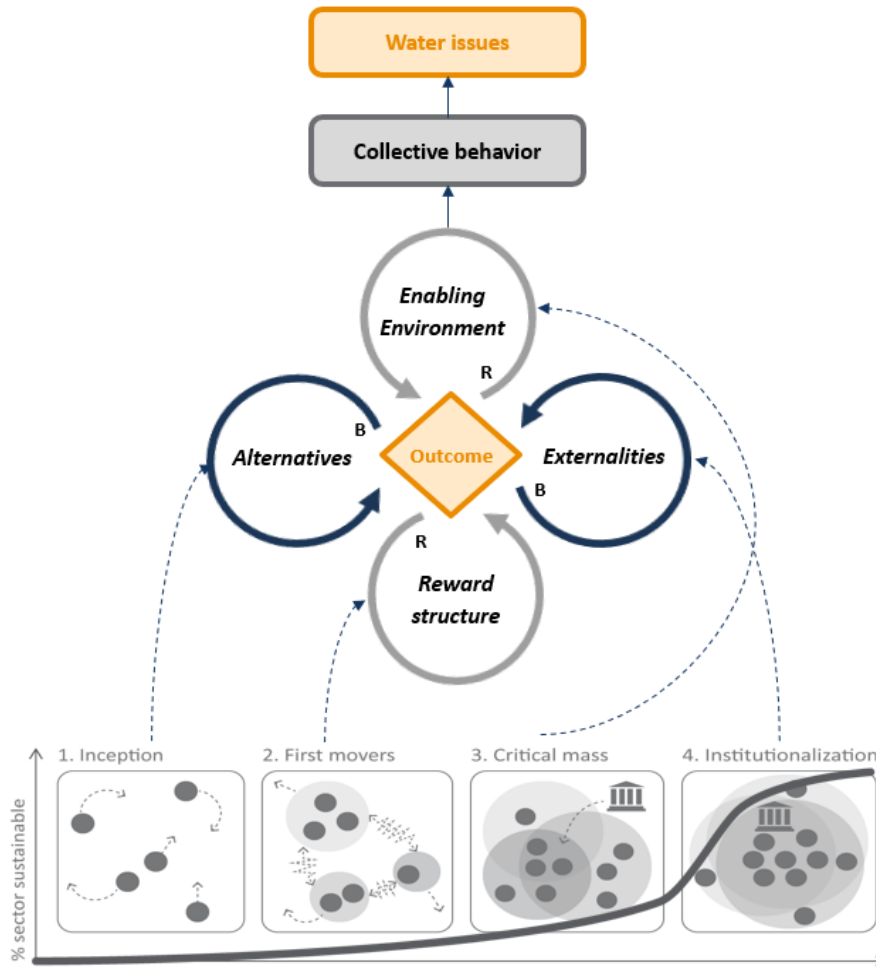 Water issues
Collective behavior
Enabling
Environment
R
B
Alternatives
Outcome
Externalities
B
R
Reward
structure
1. Inception
2. First movers
3. Critical mass
4. Institutionalization
% sector sustainable